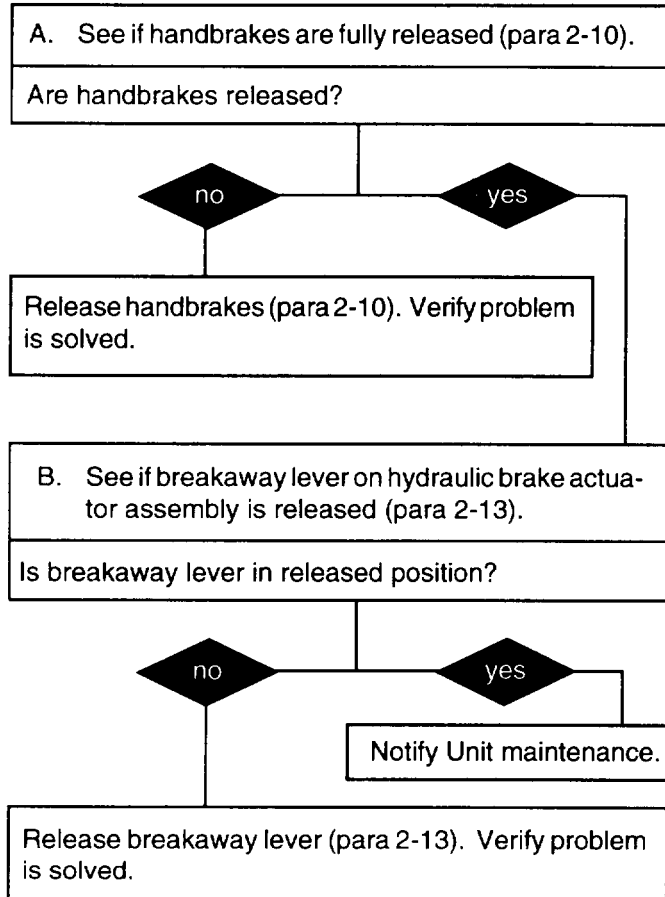 A. See if handbrakes are fully released (para 2-10).
Are handbrakes released?
no
yes
Release handbrakes (para 2-10). Verify problem
is solved.
B. See if breakaway lever on hydraulic brake actua-
tor assembly is released (para 2-13).
Is breakaway lever in released position?
no
yes
Notify Unit maintenance.
Release breakaway lever (para 2-13). Verify problem
is solved.